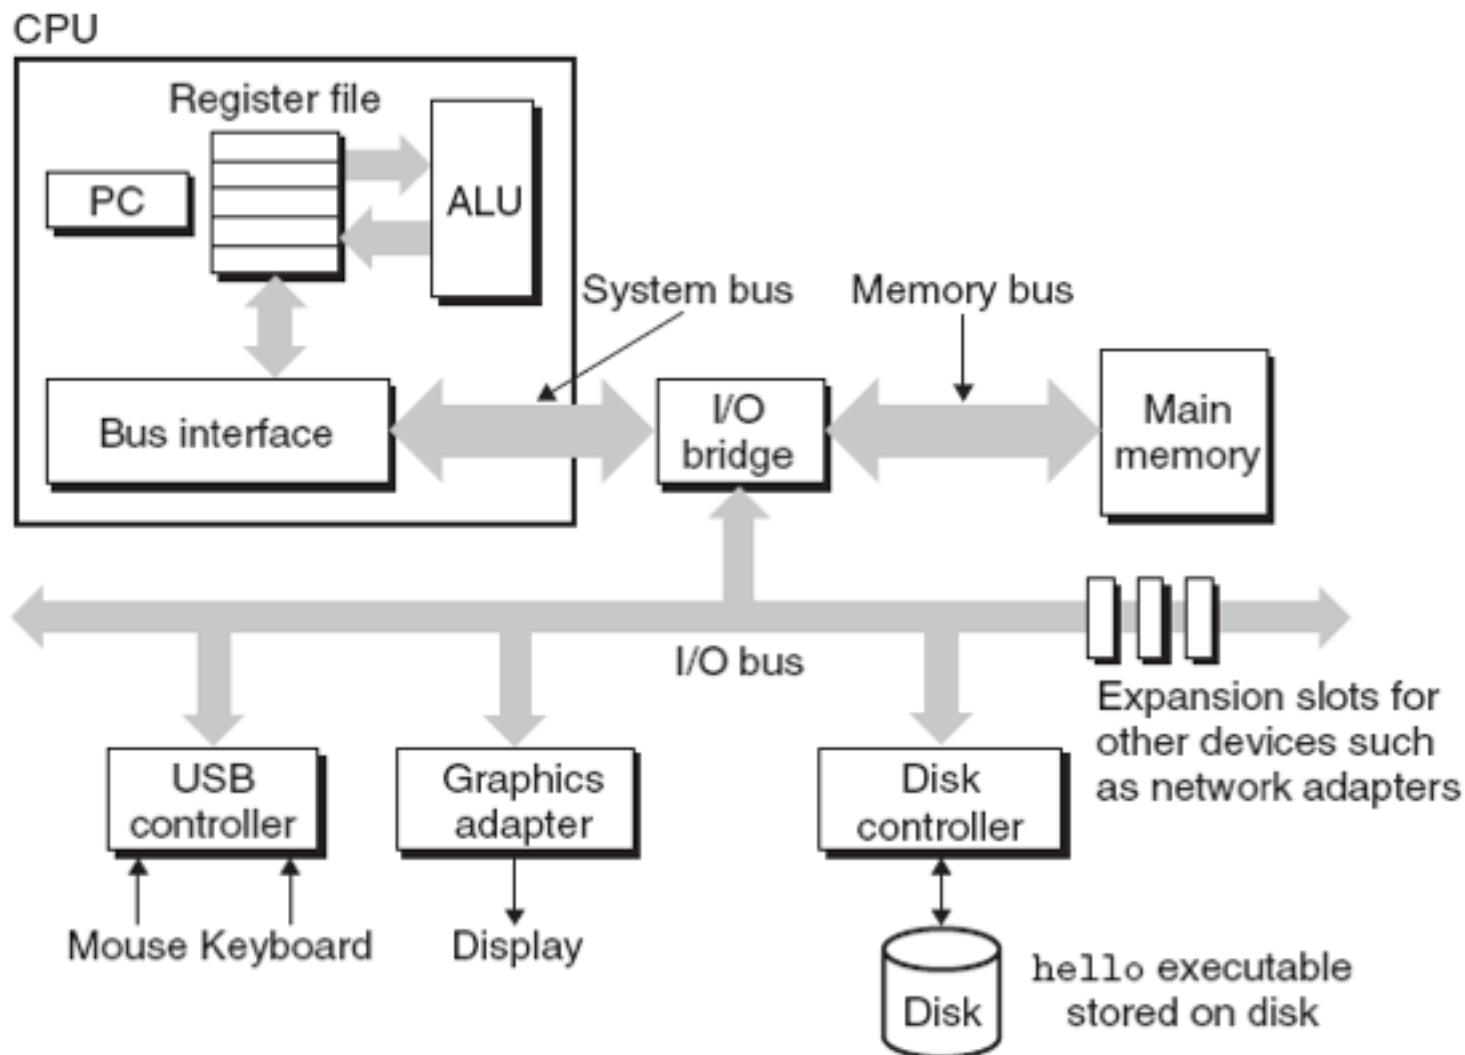 CPU
Register file
PC
ALU
System bus
Memory bus
Bus interface
I/O
bridge
Main
memory
I/O bus
Expansion slots for
other devices such
as network adapters
USB
controller
Graphics
adapter
Disk
controller
Mouse Keyboard
Display
Disk
hello executable
stored on disk